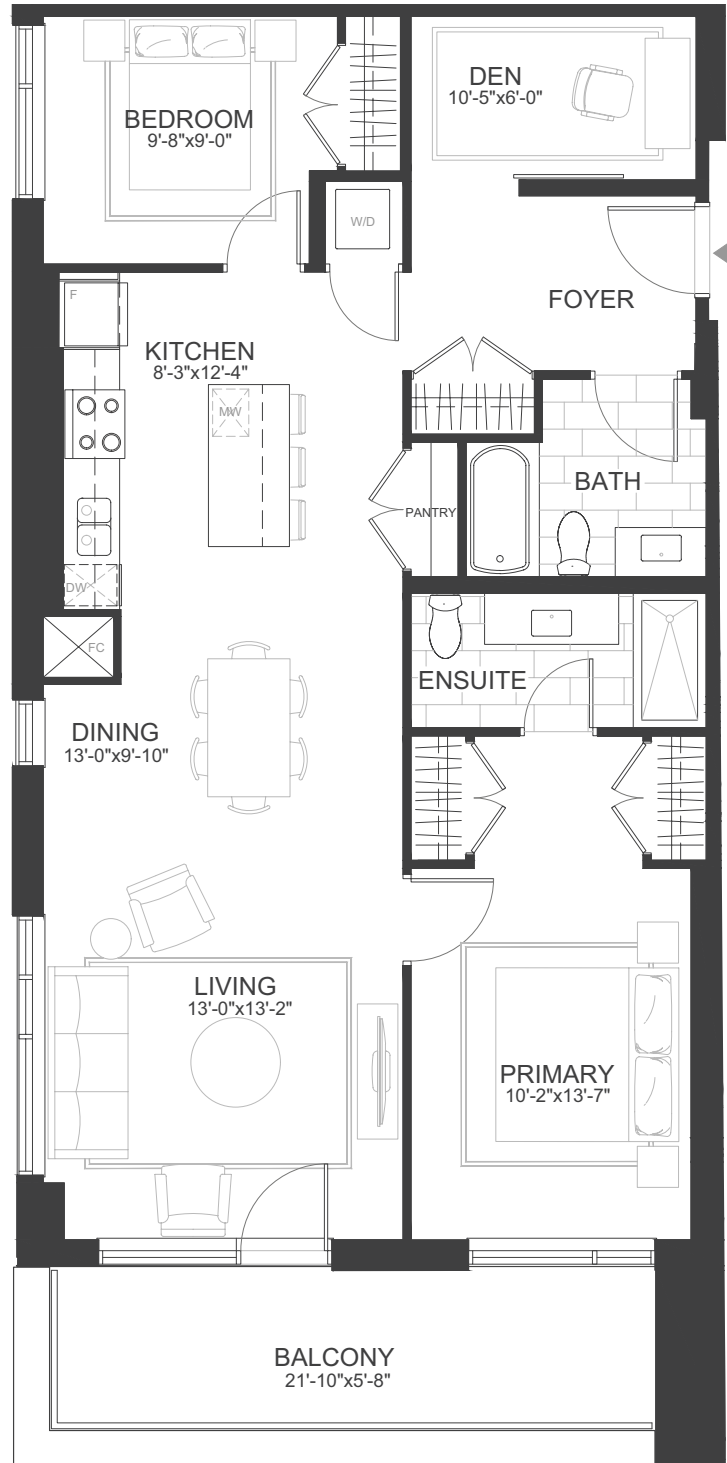 DEN
10'-5"x6'-0"
BEDROOM
9'-8"x9'-0"
W/D
F
FOYER
KITCHEN
8'-3"x12'-4"
MW
BATH
PANTRY
DW
FC
ENSUITE
DINING
13'-0"x9'-10"
LIVING
13'-0"x13'-2"
PRIMARY
10'-2"x13'-7"
BALCONY
21'-10"x5'-8"